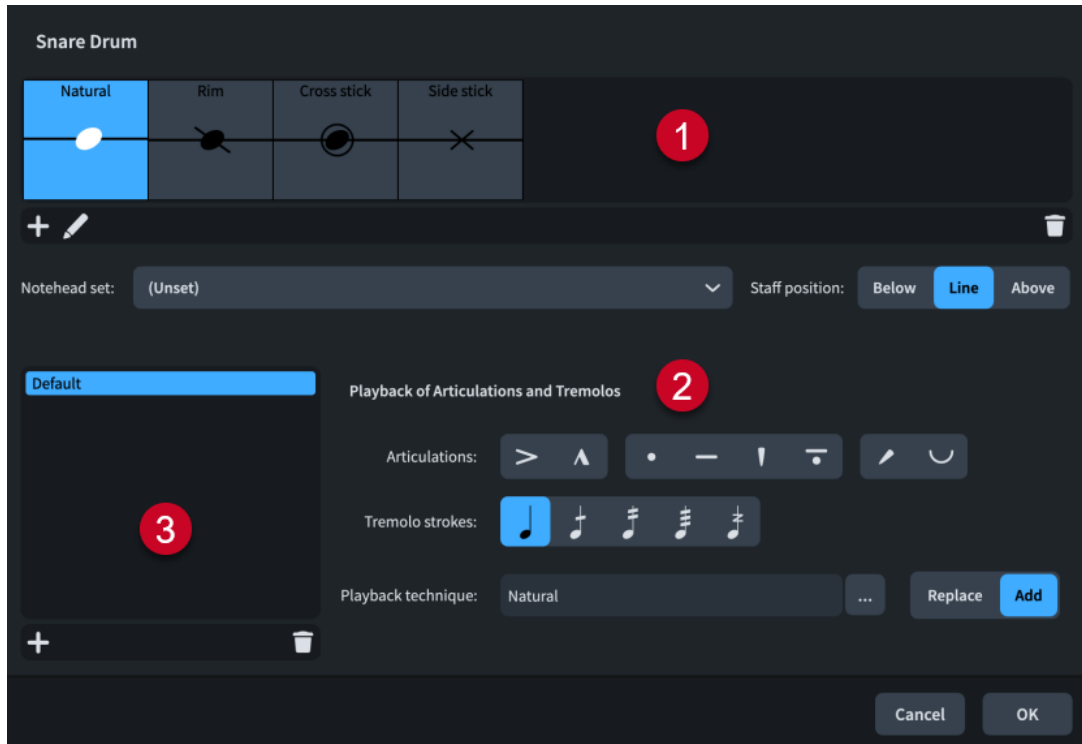 Snare Drum
Natural Rim Cross stick Side stick
1
Notehead set: (Unset) Staff position: Below Line Above
Default
Playback of Articulations and Tremolos 2
Articulations:
3
Tremolo strokes:
Playback technique: Natural ... Replace Add
Cancel OK